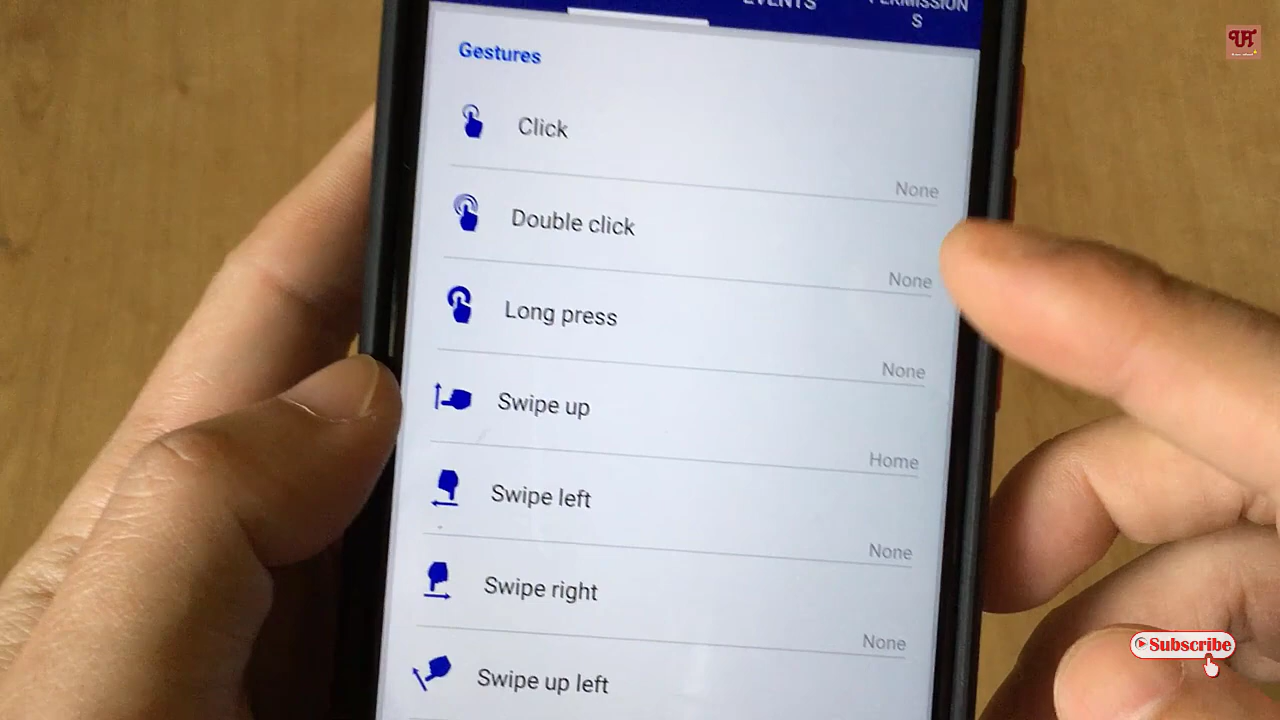 EVENTS
PERMISSION
S
Gestures
Click
None
Double click
None
Long press
None
Swipe up
Home
Swipe left
None
Swipe right
None
Swipe up left
Subscribe